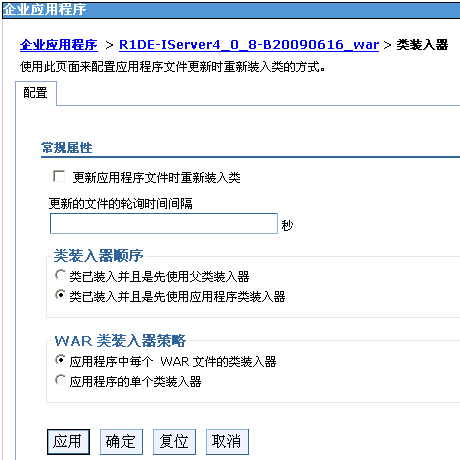 企业应用程序
企业应用程序 > R1DE-IServer4_0_8-B20090616_war > 类装入器
使用此页面来配置应用程序文件更新时重新装入类的方式。
配置
常规属性
更新应用程序文件时重新装入类
更新的文件的轮询时间间隔
秒
类装入器顺序
类已装入并且是先使用父类装入器
类已装入并且是先使用应用程序类装入器
WAR 类装入器策略
应用程序中每个 WAR 文件的类装入器
应用程序的单个类装入器
应用 确定 复位 取消